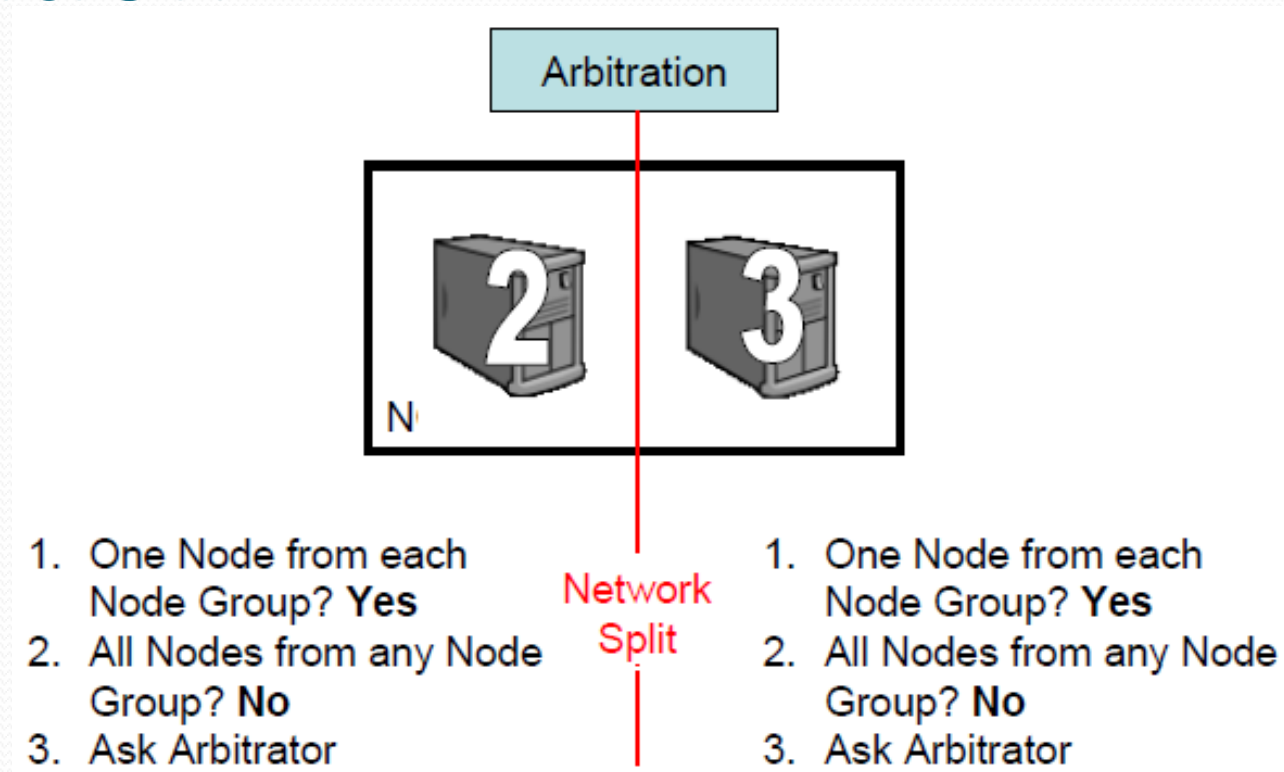 Arbitration
2
3
1. One Node from each
Node Group? Yes
2. All Nodes from any Node
Group? No
3. Ask Arbitrator
Network
Split
1. One Node from each
Node Group? Yes
2. All Nodes from any Node
Group? No
3. Ask Arbitrator